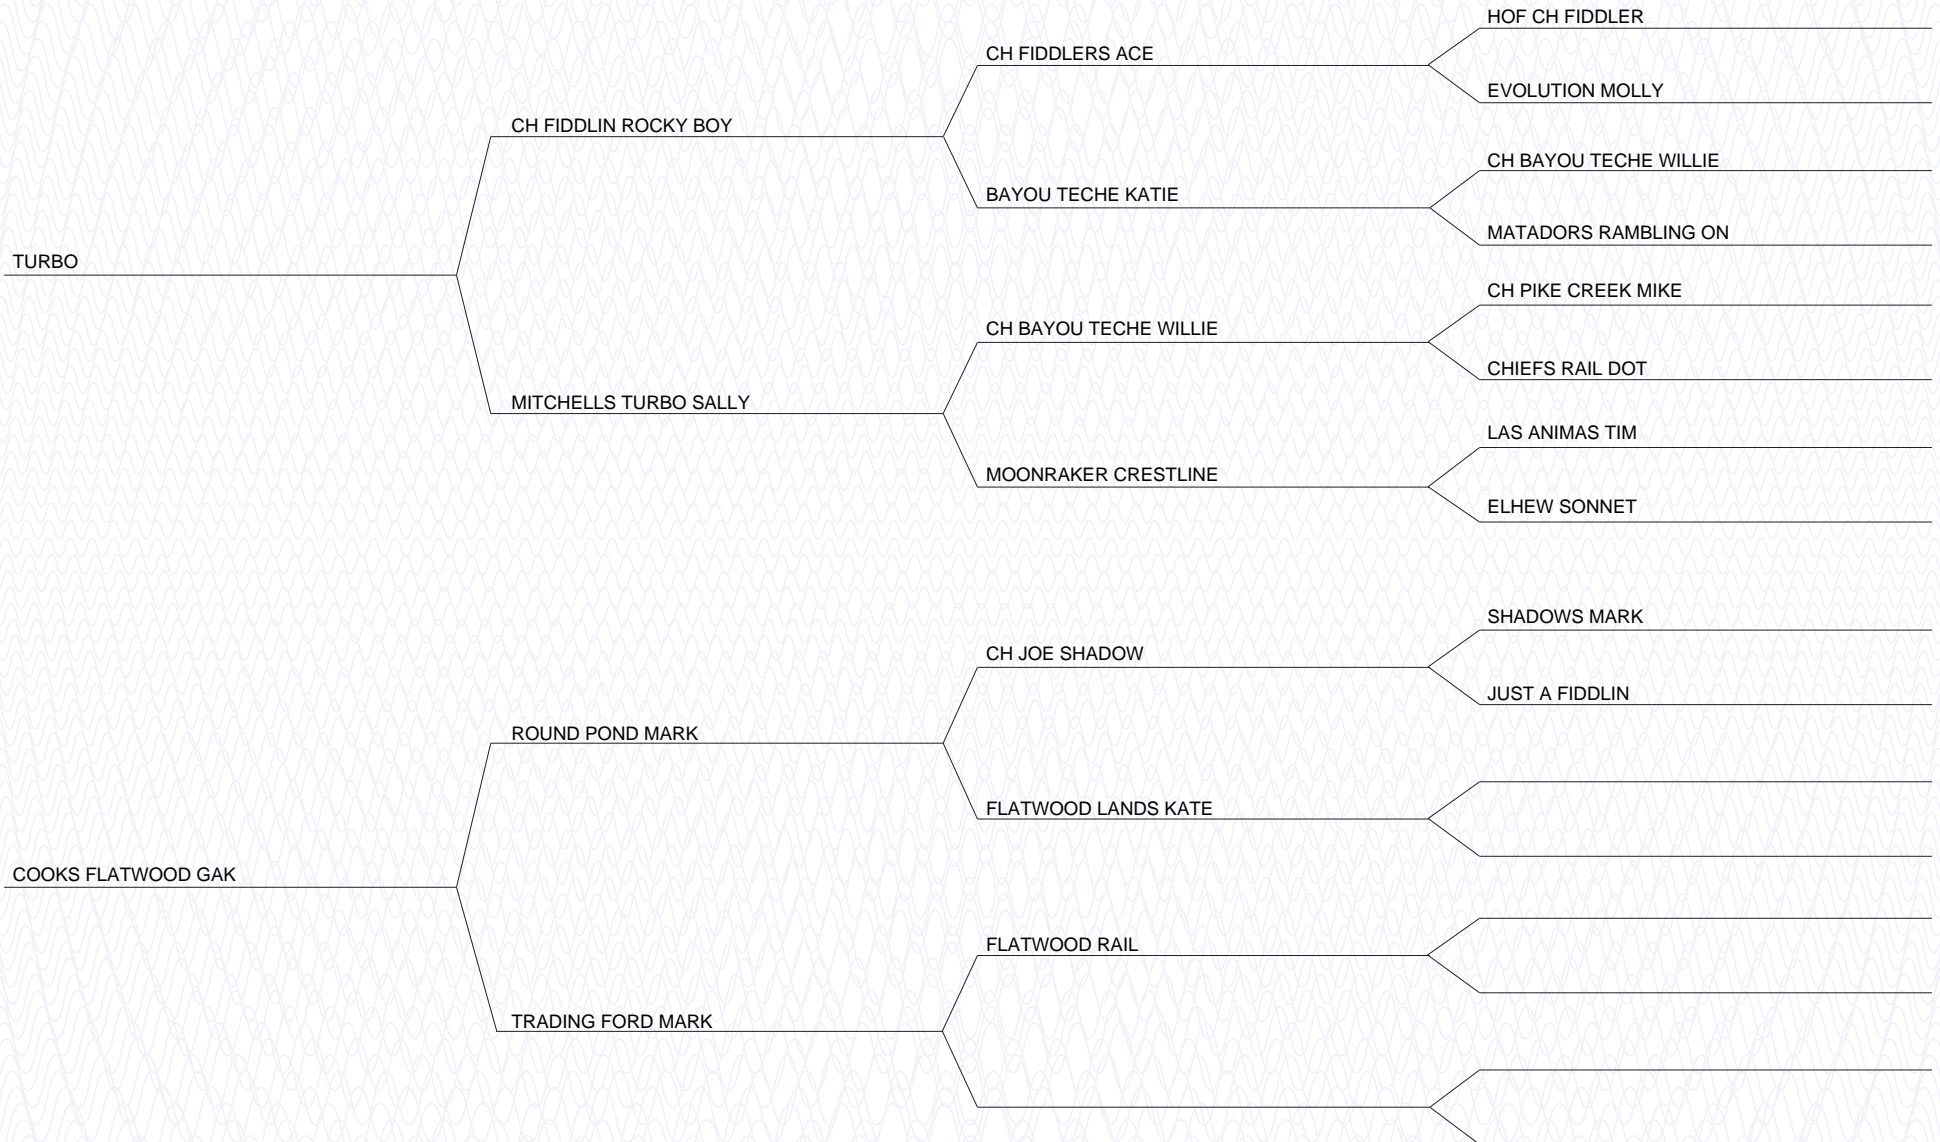 HOF CH FIDDLER
CH FIDDLERS ACE
EVOLUTION MOLLY
CH FIDDLIN ROCKY BOY
CH BAYOU TECHE WILLIE
BAYOU TECHE KATIE
MATADORS RAMBLING ON
TURBO
CH PIKE CREEK MIKE
CH BAYOU TECHE WILLIE
CHIEFS RAIL DOT
MITCHELLS TURBO SALLY
LAS ANIMAS TIM
MOONRAKER CRESTLINE
ELHEW SONNET
SHADOWS MARK
CH JOE SHADOW
JUST A FIDDLIN
ROUND POND MARK
FLATWOOD LANDS KATE
COOKS FLATWOOD GAK
FLATWOOD RAIL
TRADING FORD MARK